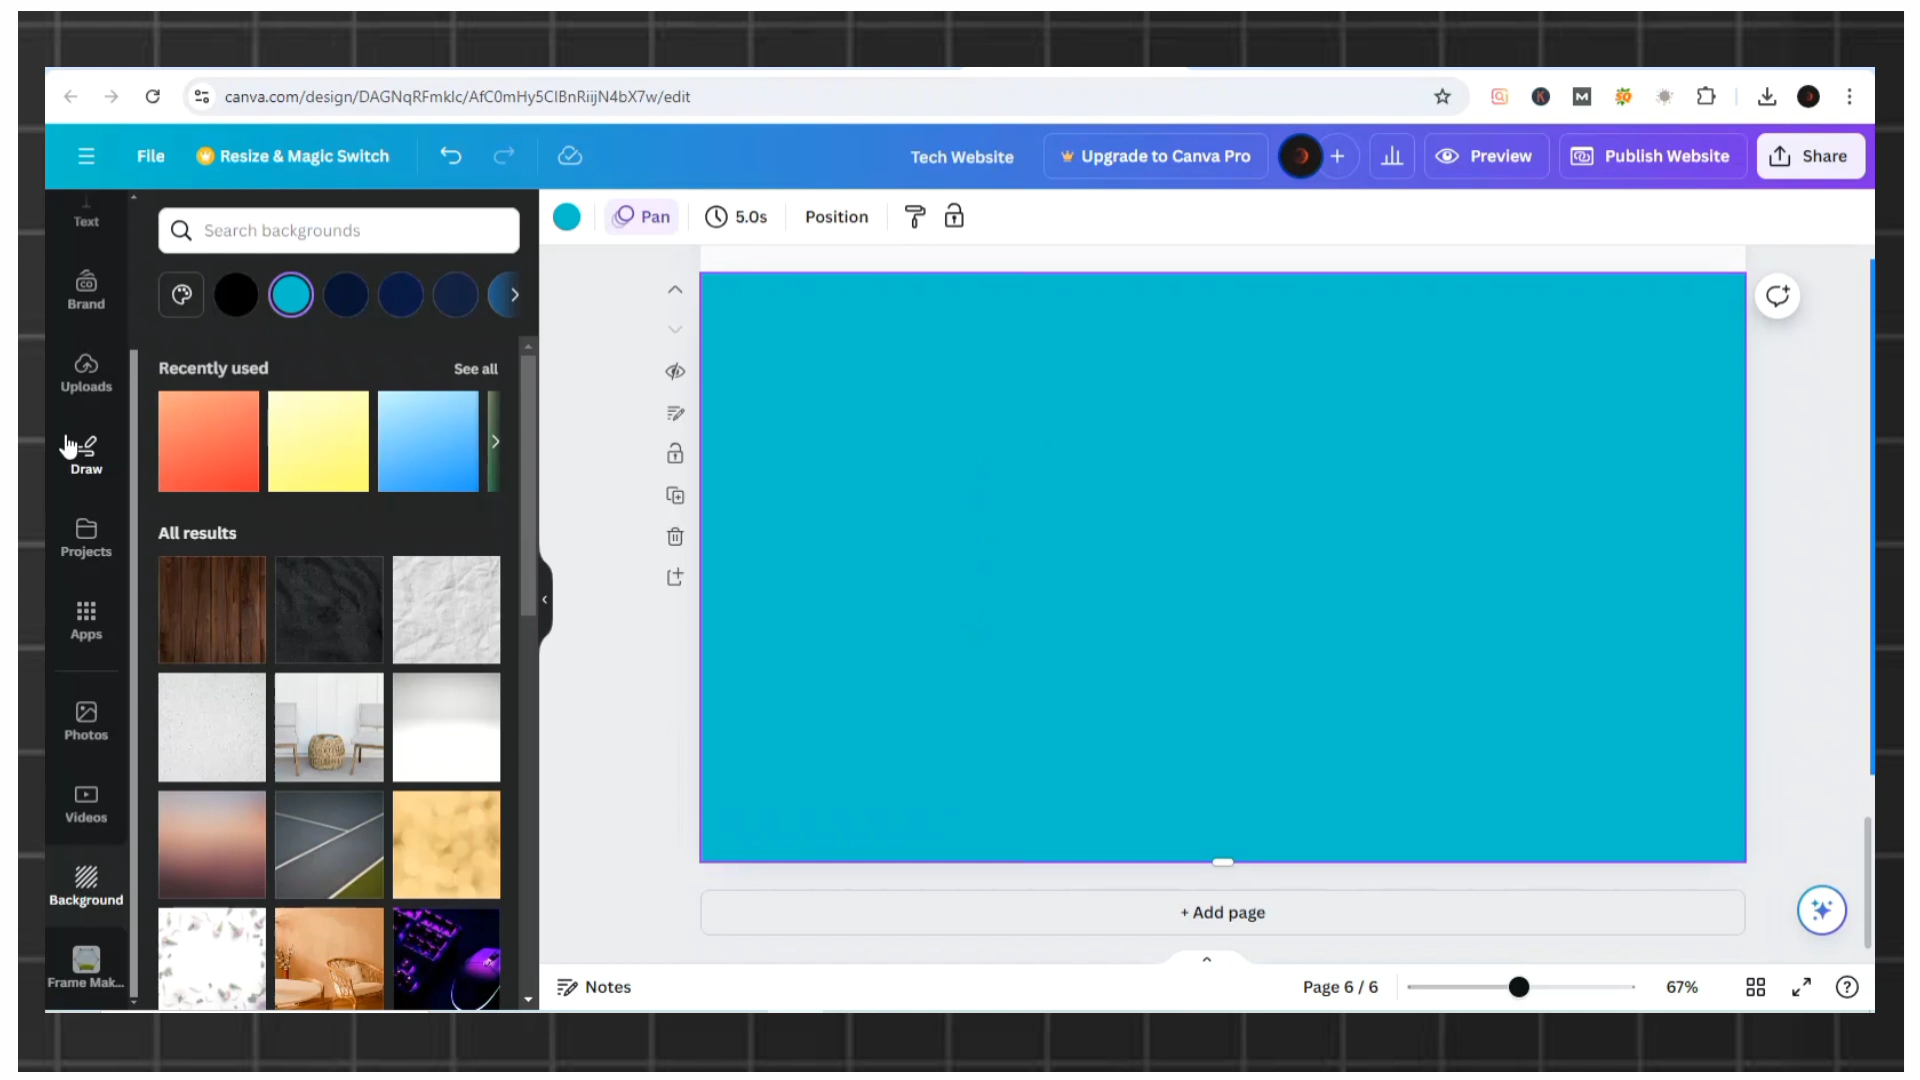 canva.com/design/DAGNqRFmklc/AfC0mHy5ClBnRiijN4bX7w/edit
File
Resize & Magic Switch
Tech Website
Upgrade to Canva Pro
Preview
Publish Website
Share
Text
Brand
Uploads
Draw
Projects
Apps
Photos
Videos
Background
Frame Mak...
Search backgrounds
Recently used
See all
All results
Pan
5.0s
Position
+ Add page
Notes
Page 6 / 6
67%